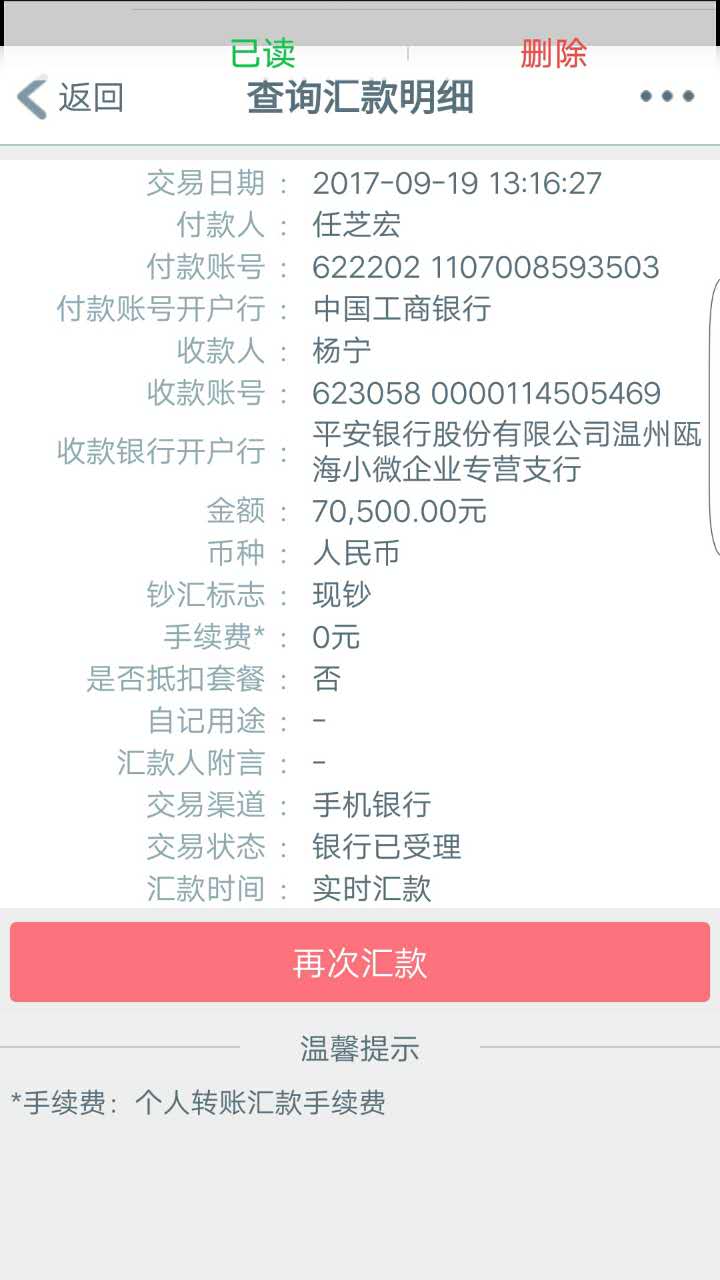 已读 删除
返回 查询汇款明细
交易日期： 2017-09-19 13:16:27
付款人： 任芝宏
付款账号： 622202 1107008593503
付款账号开户行： 中国工商银行
收款人： 杨宁
收款账号： 623058 0000114505469
收款银行开户行： 平安银行股份有限公司温州瓯
海小微企业专营支行
金额： 70,500.00元
币种： 人民币
钞汇标志： 现钞
手续费*： 0元
是否抵扣套餐： 否
自记用途： -
汇款人附言： -
交易渠道： 手机银行
交易状态： 银行已受理
汇款时间： 实时汇款
再次汇款
温馨提示
*手续费：个人转账汇款手续费